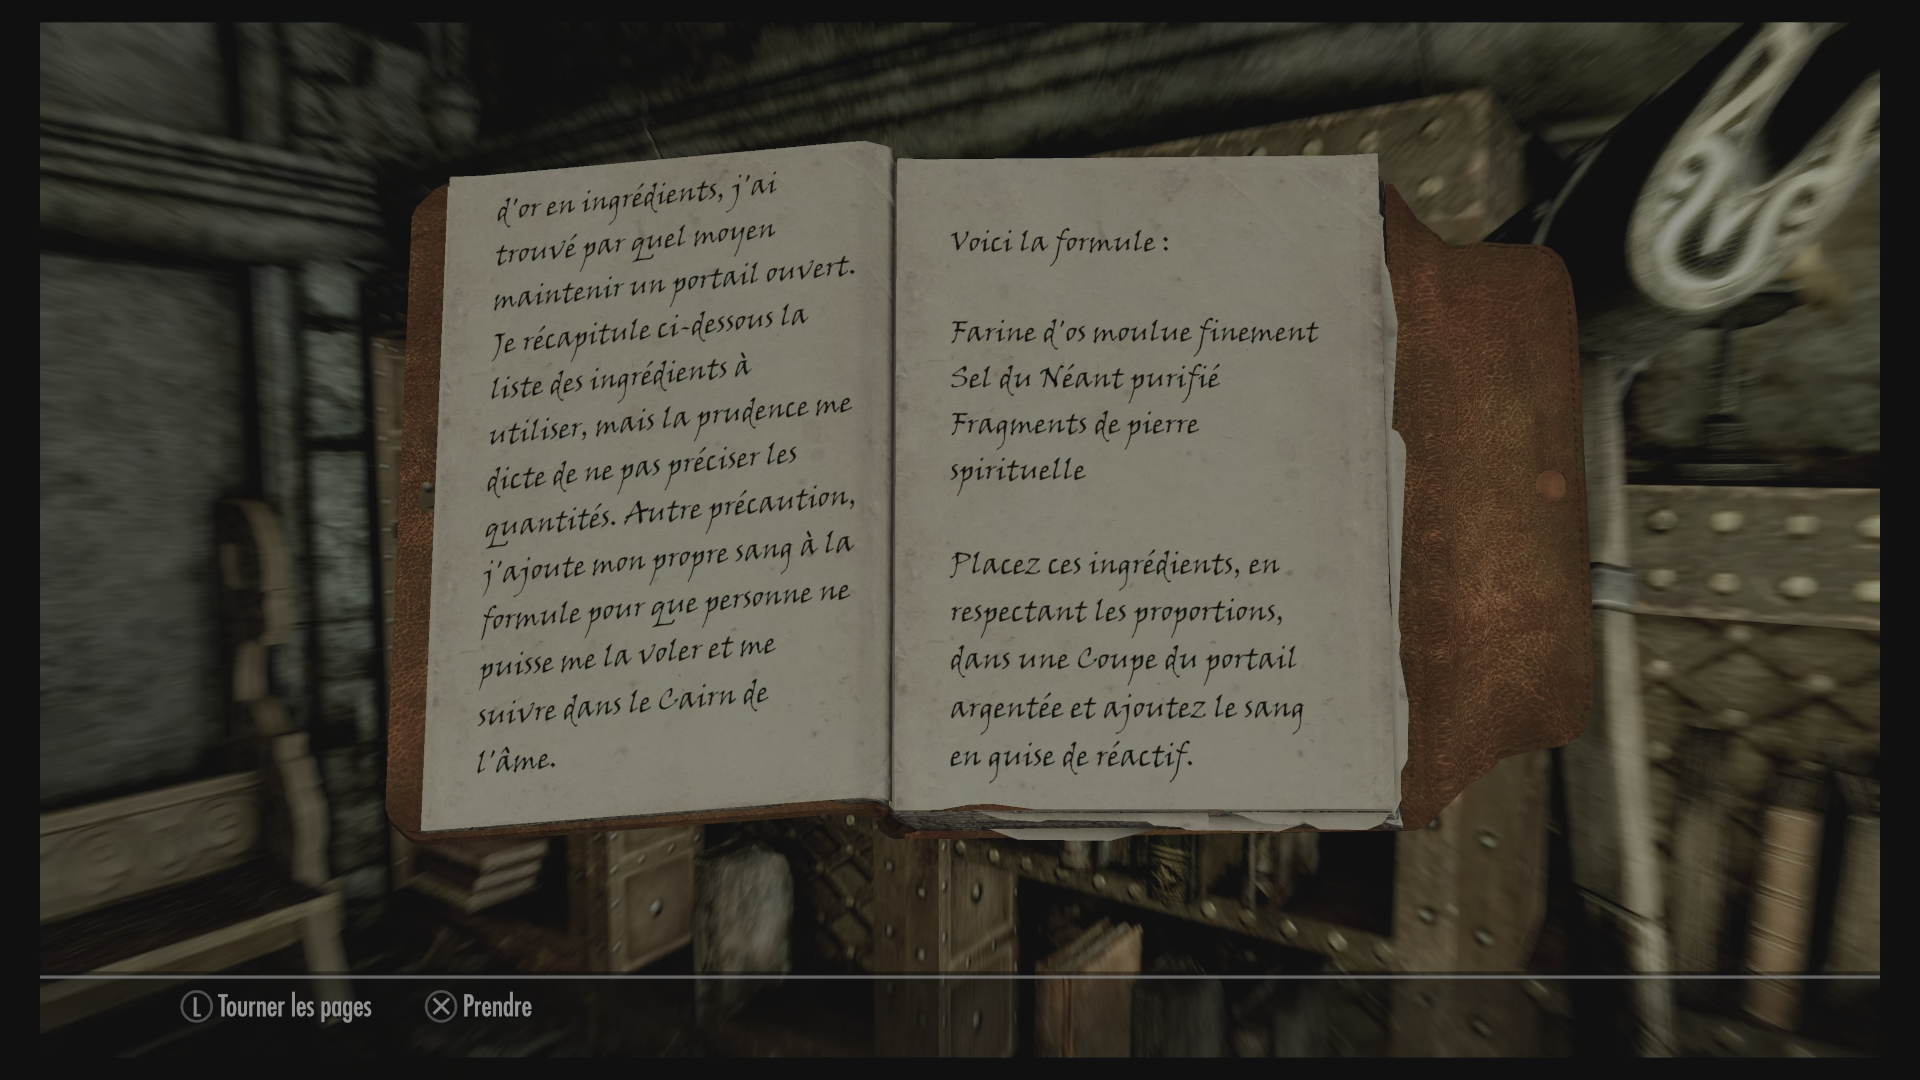 d'or en ingrédients, j'ai
trouvé par quel moyen
maintenir un portail ouvert.
Je récapitule ci-dessous la
liste des ingrédients à
utiliser, mais la prudence me
dicte de ne pas préciser les
quantités. Autre précaution,
j'ajoute mon propre sang à la
formule pour que personne ne
puisse me la voler et me
suivre dans le Cairn de
l'âme.
Voici la formule :
Farine d'os moulue finement
Sel du Néant purifié
Fragments de pierre
spirituelle
Placez ces ingrédients, en
respectant les proportions,
dans une Coupe du portail
argentée et ajoutez le sang
en guise de réactif.
L Tourner les pages
X Prendre